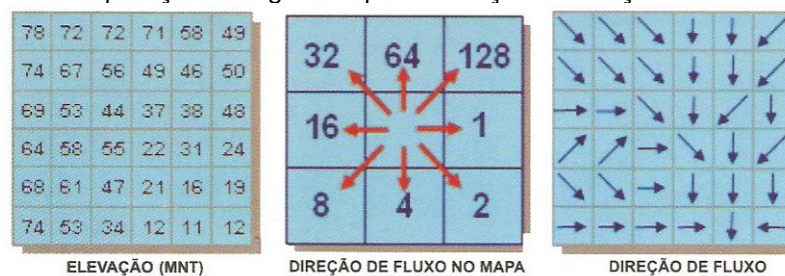 78 72 72 71 58 49
74 67 56 49 46 50
69 53 44 37 38 48
64 58 55 22 31 24
68 61 47 21 16 19
74 53 34 12 11 12
ELEVAÇÃO (MNT)
32 64 128
16 1
8 4 2
DIREÇÃO DE FLUXO NO MAPA
DIREÇÃO DE FLUXO